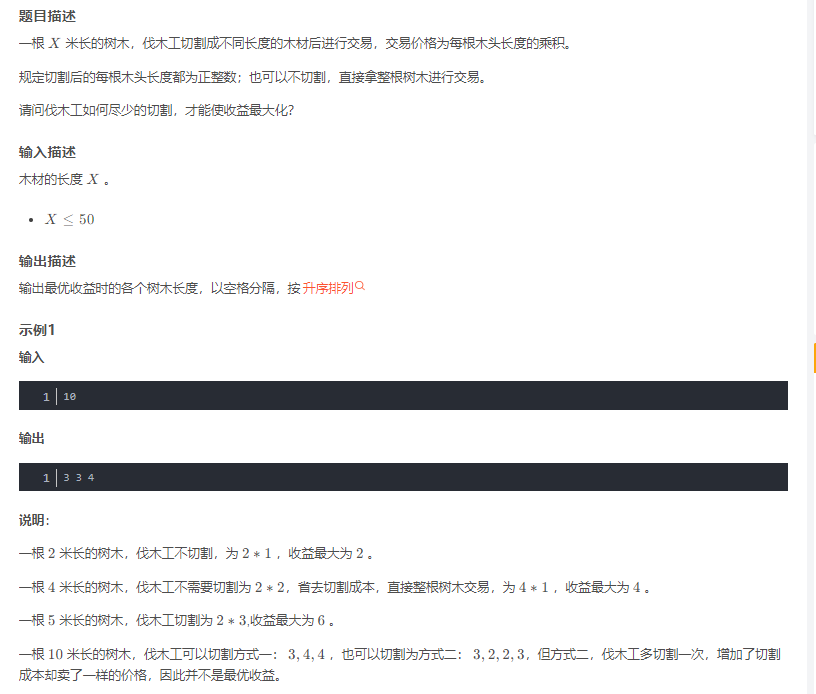 题目描述
一根 X 米长的树木，伐木工切割成不同长度的木材后进行交易，交易价格为每根木头长度的乘积。
规定切割后的每根木头长度都为正整数；也可以不切割，直接拿整根树木进行交易。
请问伐木工如何尽少的切割，才能使收益最大化？
输入描述
木材的长度 X 。
• X ≤ 50
输出描述
输出最优收益时的各个树木长度，以空格分隔，按升序排列
示例1
输入
1 10
输出
1 3 3 4
说明：
一根 2 米长的树木，伐木工不切割，为 2 * 1 ，收益最大为 2 。
一根 4 米长的树木，伐木工不需要切割为 2 * 2，省去切割成本，直接整根树木交易，为 4 * 1 ，收益最大为 4 。
一根 5 米长的树木，伐木工切割为 2 * 3,收益最大为 6 。
一根 10 米长的树木，伐木工可以切割方式一： 3, 4, 4 ，也可以切割为方式二： 3, 2, 2, 3，但方式二，伐木工多切割一次，增加了切割
成本却卖了一样的价格，因此并不是最优收益。